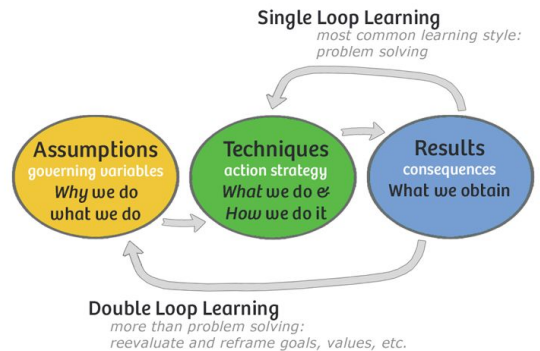 Single Loop Learning
most common learning style:
problem solving
Assumptions
governing variables
Why we do
what we do
Techniques
action strategy
What we do &
How we do it
Results
consequences
What we obtain
Double Loop Learning
more than problem solving:
reevaluate and reframe goals, values, etc.